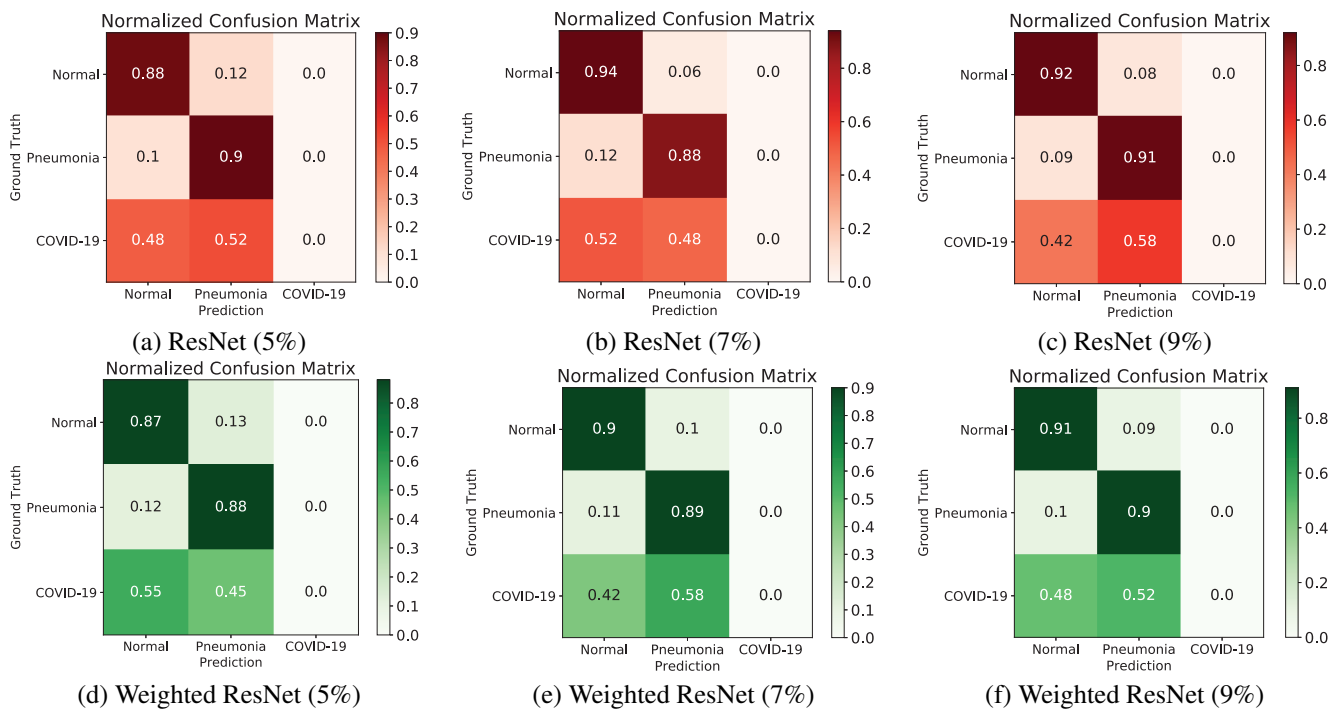 Normalized Confusion Matrix
Normal 0.88 0.12 0.0
Pneumonia 0.1 0.9 0.0
COVID-19 0.48 0.52 0.0
Normal Pneumonia COVID-19
Prediction
Ground Truth
0.9
0.8
0.7
0.6
0.5
0.4
0.3
0.2
0.1
0.0
(a) ResNet (5%)
Normalized Confusion Matrix
Normal 0.94 0.06 0.0
Pneumonia 0.12 0.88 0.0
COVID-19 0.52 0.48 0.0
Normal Pneumonia COVID-19
Prediction
Ground Truth
0.8
0.6
0.4
0.2
0.0
(b) ResNet (7%)
Normalized Confusion Matrix
Normal 0.92 0.08 0.0
Pneumonia 0.09 0.91 0.0
COVID-19 0.42 0.58 0.0
Normal Pneumonia COVID-19
Prediction
Ground Truth
0.8
0.6
0.4
0.2
0.0
(c) ResNet (9%)
Normalized Confusion Matrix
Normal 0.87 0.13 0.0
Pneumonia 0.12 0.88 0.0
COVID-19 0.55 0.45 0.0
Normal Pneumonia COVID-19
Prediction
Ground Truth
0.8
0.7
0.6
0.5
0.4
0.3
0.2
0.1
0.0
(d) Weighted ResNet (5%)
Normalized Confusion Matrix
Normal 0.9 0.1 0.0
Pneumonia 0.11 0.89 0.0
COVID-19 0.42 0.58 0.0
Normal Pneumonia COVID-19
Prediction
Ground Truth
0.9
0.8
0.7
0.6
0.5
0.4
0.3
0.2
0.1
0.0
(e) Weighted ResNet (7%)
Normalized Confusion Matrix
Normal 0.91 0.09 0.0
Pneumonia 0.1 0.9 0.0
COVID-19 0.48 0.52 0.0
Normal Pneumonia COVID-19
Prediction
Ground Truth
0.8
0.6
0.4
0.2
0.0
(f) Weighted ResNet (9%)